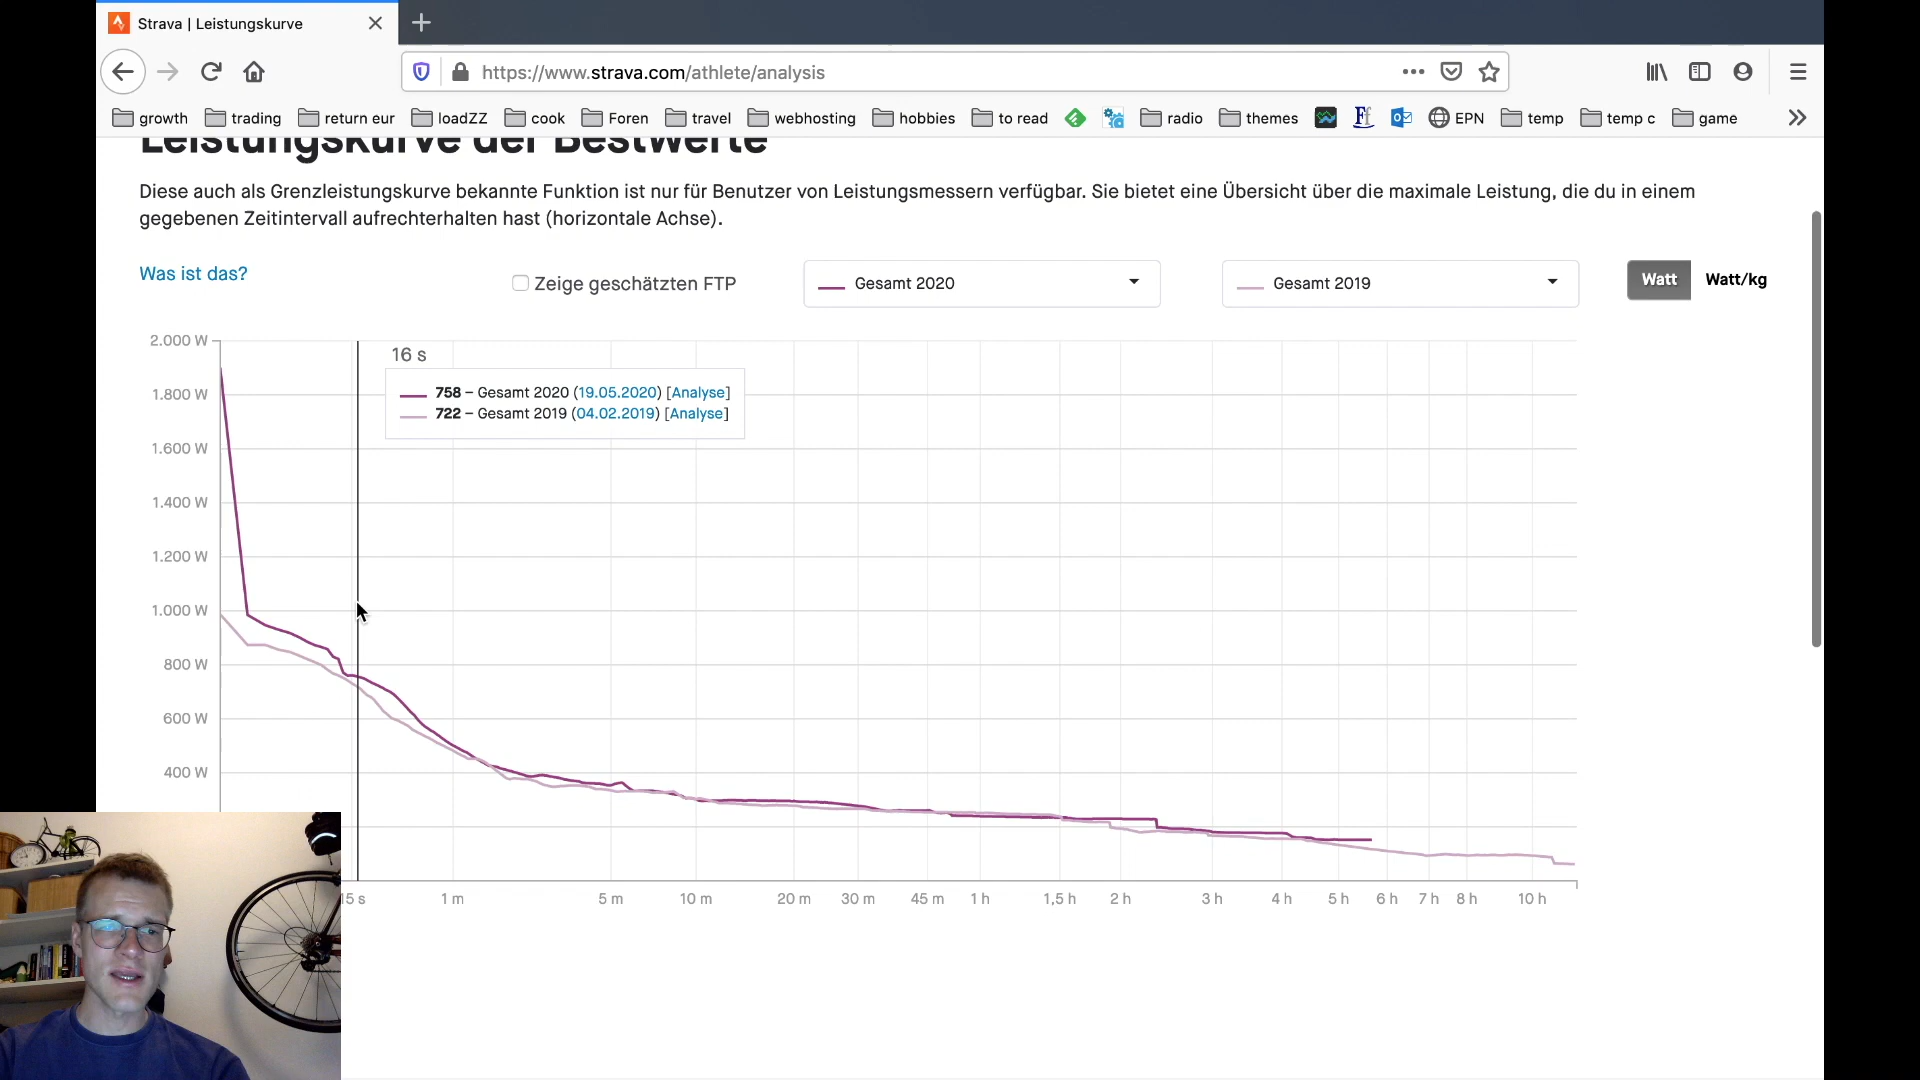 Strava | Leistungskurve
https://www.strava.com/athlete/analysis
growth trading return eur loadZZ cook Foren travel webhosting hobbies to read radio themes Ff EPN temp temp c game
Leistungskurve der Bestwerte
Diese auch als Grenzleistungskurve bekannte Funktion ist nur für Benutzer von Leistungsmessern verfügbar. Sie bietet eine Übersicht über die maximale Leistung, die du in einem
gegebenen Zeitintervall aufrechterhalten hast (horizontale Achse).
Was ist das? Zeige geschätzten FTP Gesamt 2020 Gesamt 2019 Watt Watt/kg
2.000 W
16 s
758 – Gesamt 2020 (19.05.2020) [Analyse]
722 – Gesamt 2019 (04.02.2019) [Analyse]
1.800 W
1.600 W
1.400 W
1.200 W
1.000 W
800 W
600 W
400 W
15 s 1 m 5 m 10 m 20 m 30 m 45 m 1 h 1,5 h 2 h 3 h 4 h 5 h 6 h 7 h 8 h 10 h